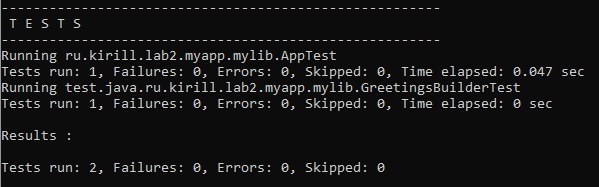 -------------------------------------------------------
 T E S T S
-------------------------------------------------------
Running ru.kirill.lab2.myapp.mylib.AppTest
Tests run: 1, Failures: 0, Errors: 0, Skipped: 0, Time elapsed: 0.047 sec
Running test.java.ru.kirill.lab2.myapp.mylib.GreetingsBuilderTest
Tests run: 1, Failures: 0, Errors: 0, Skipped: 0, Time elapsed: 0 sec
Results :
Tests run: 2, Failures: 0, Errors: 0, Skipped: 0